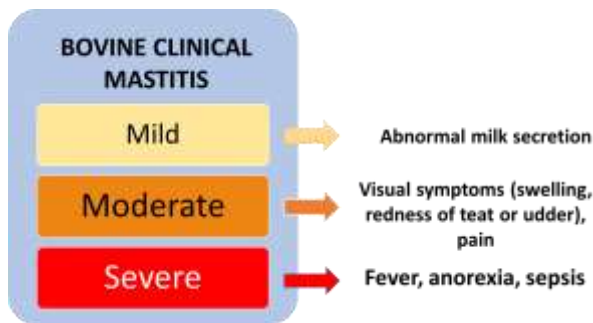 BOVINE CLINICAL
MASTITIS
Mild
Abnormal milk secretion
Moderate
Visual symptoms (swelling,
redness of teat or udder),
pain
Severe
Fever, anorexia, sepsis